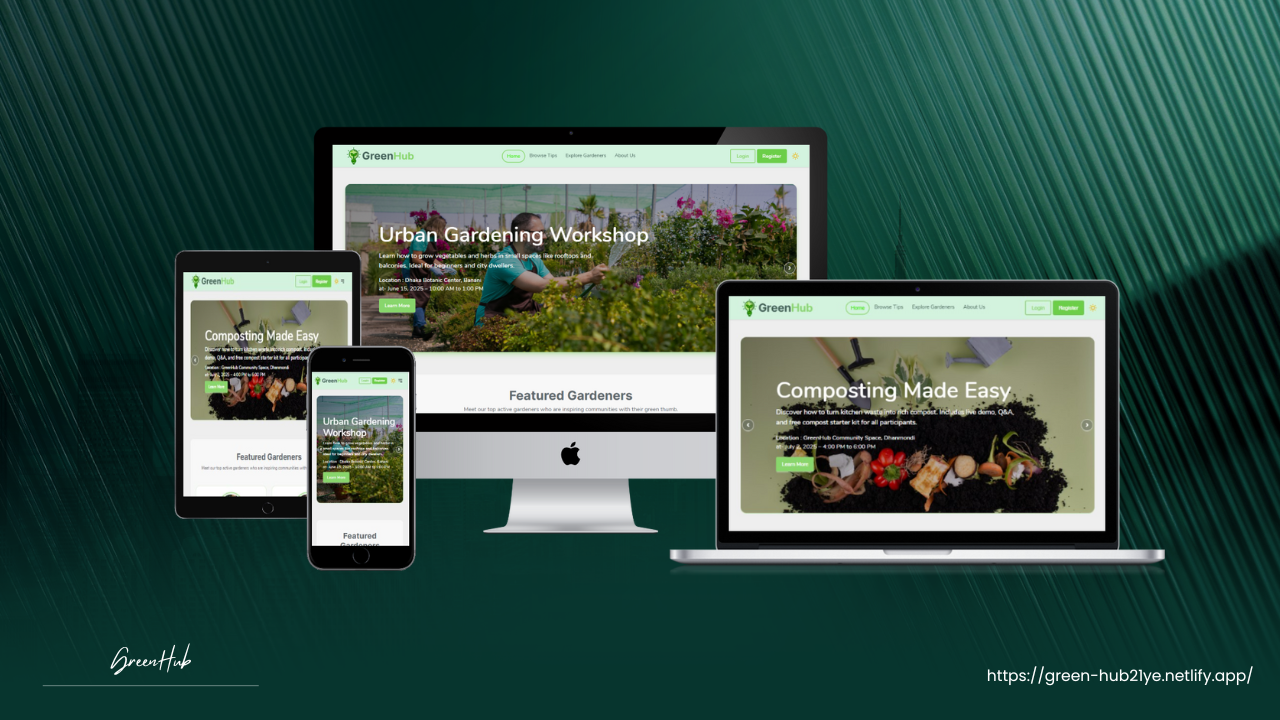 GreenHub
Home Browse Tips Explore Gardeners About Us
Login Register
Urban Gardening Workshop
Learn how to grow vegetables and herbs in small spaces like rooftops and
balconies. Ideal for beginners and city dwellers.
Location : Dhaka Botanic Center, Banani
at- June 15, 2025 - 10:00 AM to 1:00 PM
Learn More
Featured Gardeners
Meet our top active gardeners who are inspiring communities with their green thumb.
GreenHub
Login Register
Composting Made Easy
Discover how to turn kitchen waste into rich compost. Includes live
demo, Q&A, and free compost starter kit for all participants.
Location : GreenHub Community Space, Dhanmondi
at- July 2, 2025 - 4:00 PM to 6:00 PM
Learn More
Featured Gardeners
Meet our top active gardeners who are inspiring communities with
GreenHub
Login Register
Urban Gardening
Workshop
Learn More
Featured
Gardeners
GreenHub
Home Browse Tips Explore Gardeners About Us
Login Register
Composting Made Easy
Discover how to turn kitchen waste into rich compost. Includes live demo, Q&A,
and free compost starter kit for all participants.
Location : GreenHub Community Space, Dhanmondi
at- July 2, 2025 - 4:00 PM to 6:00 PM
Learn More
GreenHub
https://green-hub21ye.netlify.app/